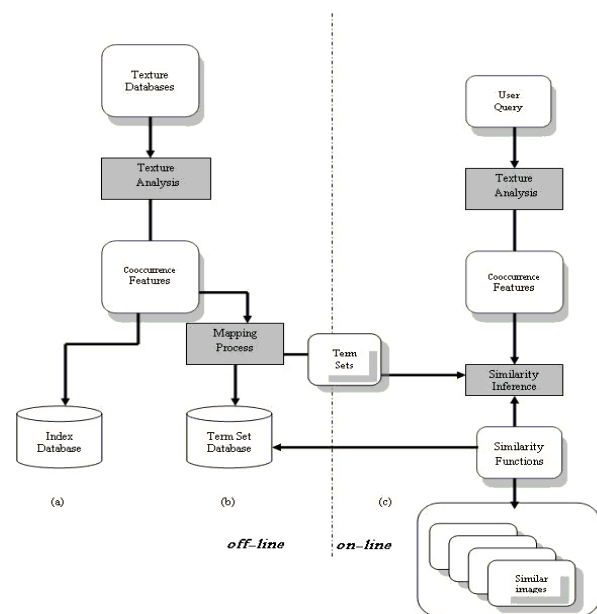 Texture
Databases
Texture
Analysis
Cooccurrence
Features
Mapping
Process
Index
Database
Term Set
Database
(a)
(b)
off-line
User
Query
Texture
Analysis
Cooccurrence
Features
Term
Sets
Similarity
Inference
Similarity
Functions
(c)
on-line
Similar
images